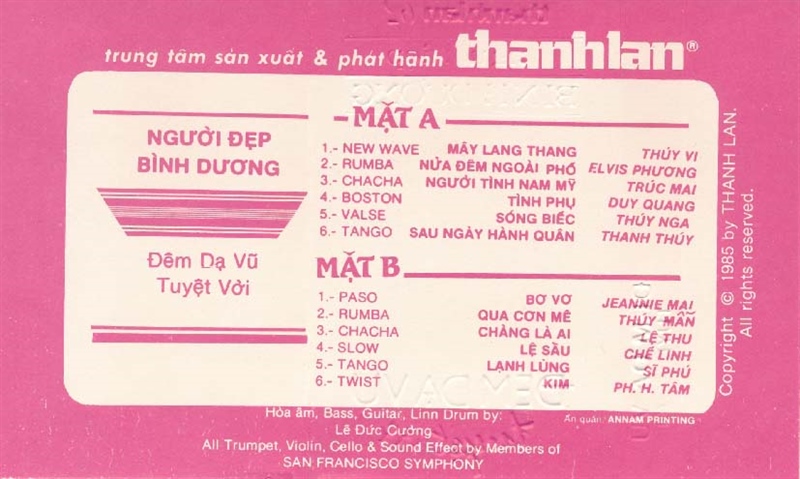 trung tâm sản xuất & phát hành thanhlan®
NGƯỜI ĐẸP
BÌNH DƯƠNG
Đêm Dạ Vũ
Tuyệt Vời
MẶT A
1.- NEW WAVE MÂY LANG THANG THÚY VI
2.- RUMBA NỬA ĐÊM NGOÀI PHỐ ELVIS PHƯƠNG
3.- CHACHA NGƯỜI TÌNH NAM MỸ TRÚC MAI
4.- BOSTON TÌNH PHỤ DUY QUANG
5.- VALSE SÓNG BIẾC THÚY NGA
6.- TANGO SAU NGÀY HÀNH QUÂN THANH THÚY
MẶT B
1.- PASO BƠ VƠ JEANNIE MAI
2.- RUMBA QUA CƠN MÊ THÚY MẪN
3.- CHACHA CHÀNG LÀ AI LỆ THU
4.- SLOW LỆ SẦU CHẾ LINH
5.- TANGO LẠNH LÙNG SĨ PHÚ
6.- TWIST KIM PH. H. TÂM
Copyright © 1985 by THANH LAN.
All rights reserved.
Hòa âm, Bass, Guitar, Linn Drum by:
Lê Đức Cường
All Trumpet, Violin, Cello & Sound Effect by Members of
SAN FRANCISCO SYMPHONY
Ấn quán: ANNAM PRINTING